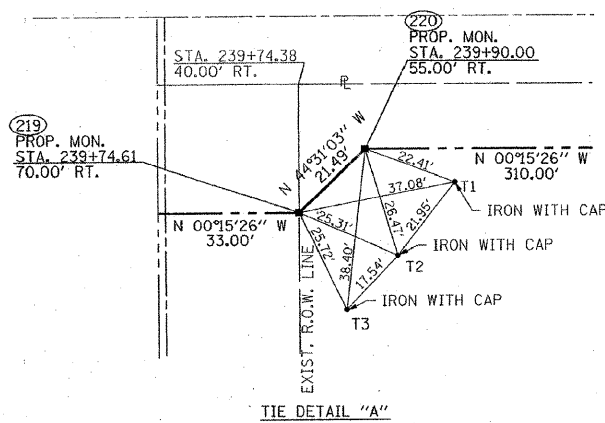 220
PROP. MON.
STA. 239+90.00
55.00' RT.
STA. 239+74.38
40.00' RT.
PL
219
PROP. MON.
STA. 239+74.61
70.00' RT.
N 44°31'03" W
21.49'
22.41'
N 00°15'26" W
310.00'
37.08'
T1
IRON WITH CAP
N 00°15'26" W
33.00'
25.31'
26.47'
21.95'
25.72'
38.40'
T2
IRON WITH CAP
17.54'
T3
IRON WITH CAP
EXIST. R.O.W. LINE
TIE DETAIL "A"